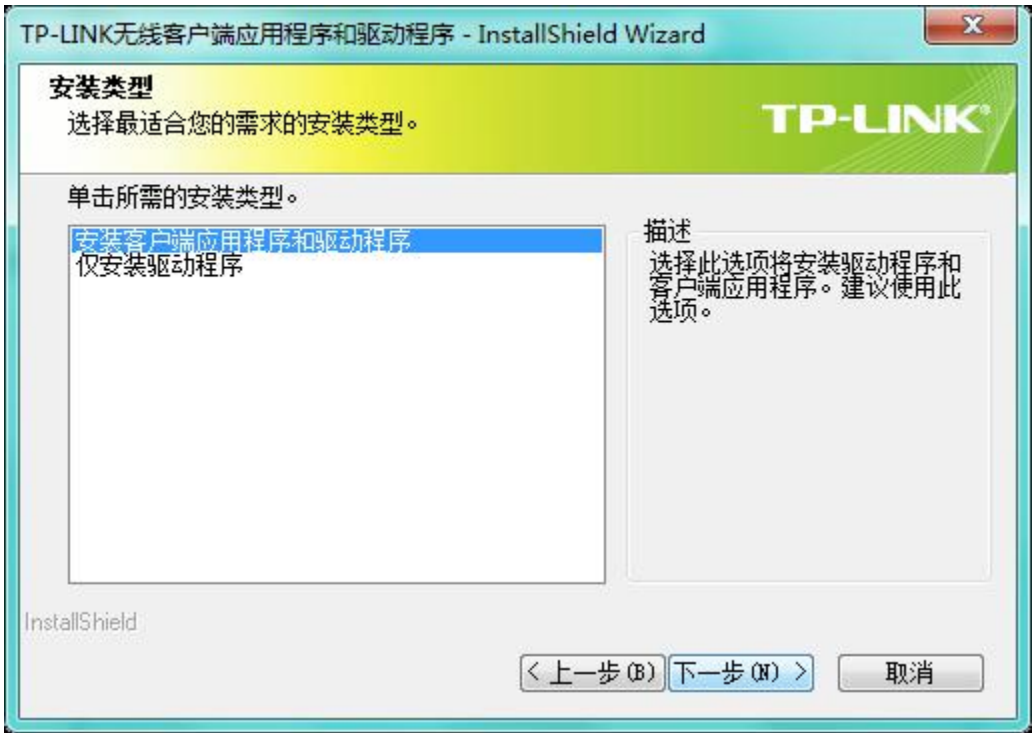 TP-LINK无线客户端应用程序和驱动程序 - InstallShield Wizard
安装类型
选择最适合您的需求的安装类型。
TP-LINK®
单击所需的安装类型。
安装客户端应用程序和驱动程序
仅安装驱动程序
描述
选择此选项将安装驱动程序和
客户端应用程序。建议使用此
选项。
InstallShield
< 上一步(B)
下一步(N) >
取消